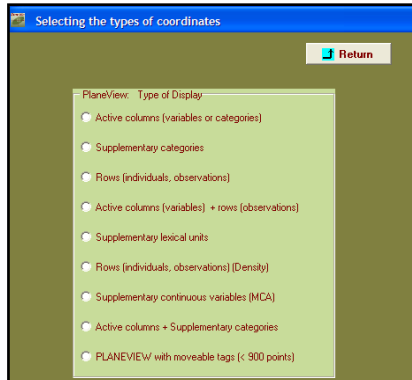 Selecting the types of coordinates
Return
PlaneView: Type of Display
Active columns (variables or categories)
Supplementary categories
Rows (individuals, observations)
Active columns (variables) + rows (observations)
Supplementary lexical units
Rows (individuals, observations) (Density)
Supplementary continuous variables (MCA)
Active columns + Supplementary categories
PLANEVIEW with moveable tags (< 900 points)